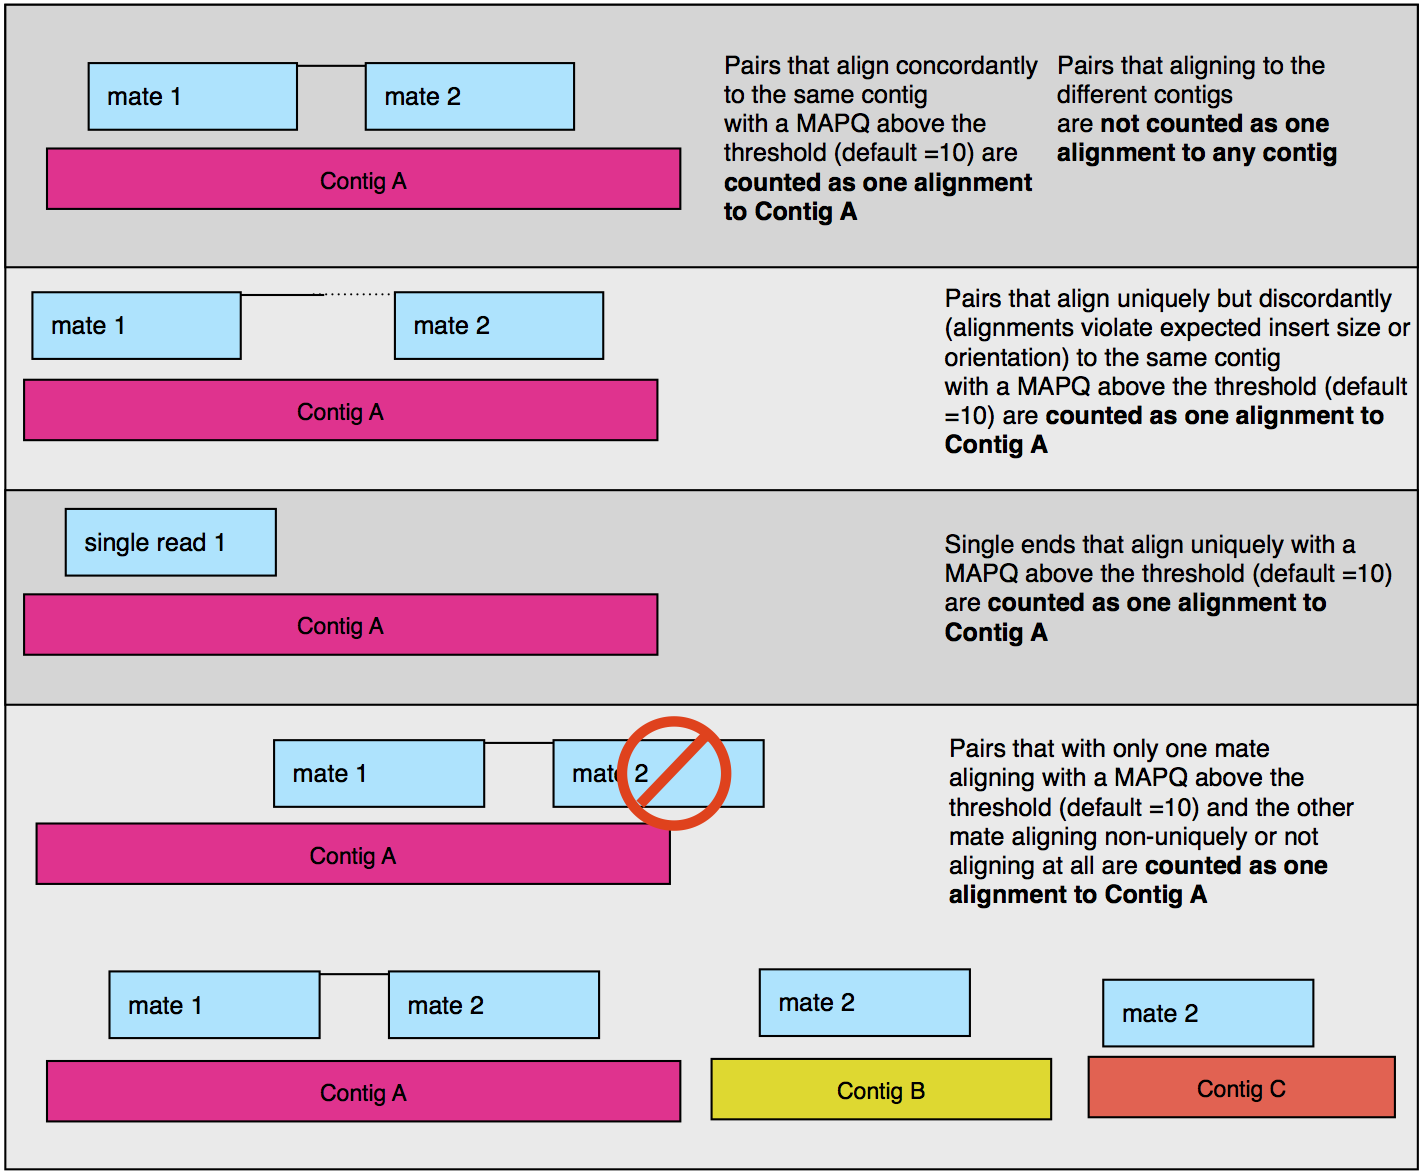 mate 1
mate 2
Contig A
Pairs that align concordantly
to the same contig
with a MAPQ above the
threshold (default =10) are
counted as one alignment
to Contig A
Pairs that aligning to the
different contigs
are not counted as one
alignment to any contig
mate 1
mate 2
Contig A
Pairs that align uniquely but discordantly
(alignments violate expected insert size or
orientation) to the same contig
with a MAPQ above the threshold (default
=10) are counted as one alignment to
Contig A
single read 1
Contig A
Single ends that align uniquely with a
MAPQ above the threshold (default =10)
are counted as one alignment to
Contig A
mate 1
mate 2
Contig A
Pairs that with only one mate
aligning with a MAPQ above the
threshold (default =10) and the other
mate aligning non-uniquely or not
aligning at all are counted as one
alignment to Contig A
mate 1
mate 2
mate 2
mate 2
Contig A
Contig B
Contig C